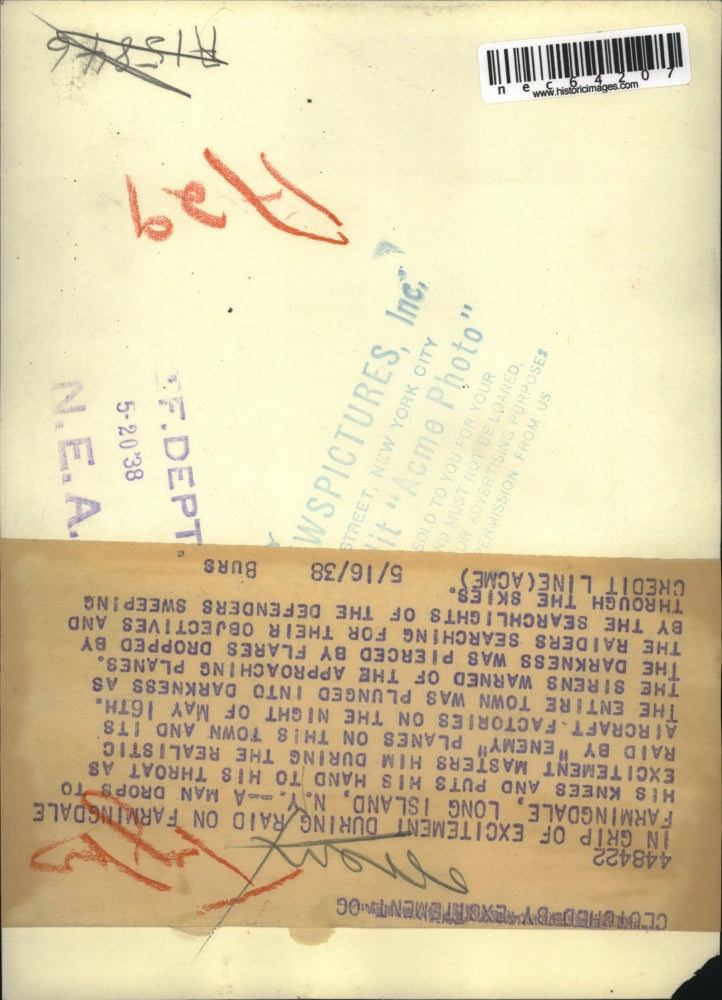 A15846
nec64207
www.historicimages.com
WSPICTURES, Inc.
STREET, NEW YORK CITY
"Acme Photo"
SOLD TO YOU FOR YOUR
ND MUST NOT BE LOANED,
OR ADVERTISING PURPOSES
ERMISSION FROM US
F. DEPT.
5-20 38
N.E.A.
CLUTCHED BY EXCITEMENT OG
448422
IN GRIP OF EXCITEMENT DURING RAID ON FARMINGDALE
FARMINGDALE, LONG ISLAND, N.Y.--A MAN DROPS TO
HIS KNEES AND PUTS HIS HAND TO HIS THROAT AS
EXCITEMENT MASTERS HIM DURING THE REALISTIC
RAID BY "ENEMY" PLANES ON THIS TOWN AND ITS
AIRCRAFT FACTORIES ON THE NIGHT OF MAY 16TH.
THE ENTIRE TOWN WAS PLUNGED INTO DARKNESS AS
THE SIRENS WARNED OF THE APPROACHING PLANES.
THE DARKNESS WAS PIERCED BY FLARES DROPPED BY
THE RAIDERS SEARCHING FOR THEIR OBJECTIVES AND
BY THE SEARCHLIGHTS OF THE DEFENDERS SWEEPING
THROUGH THE SKIES.
CREDIT LINE (ACME) 5/16/38 BURS